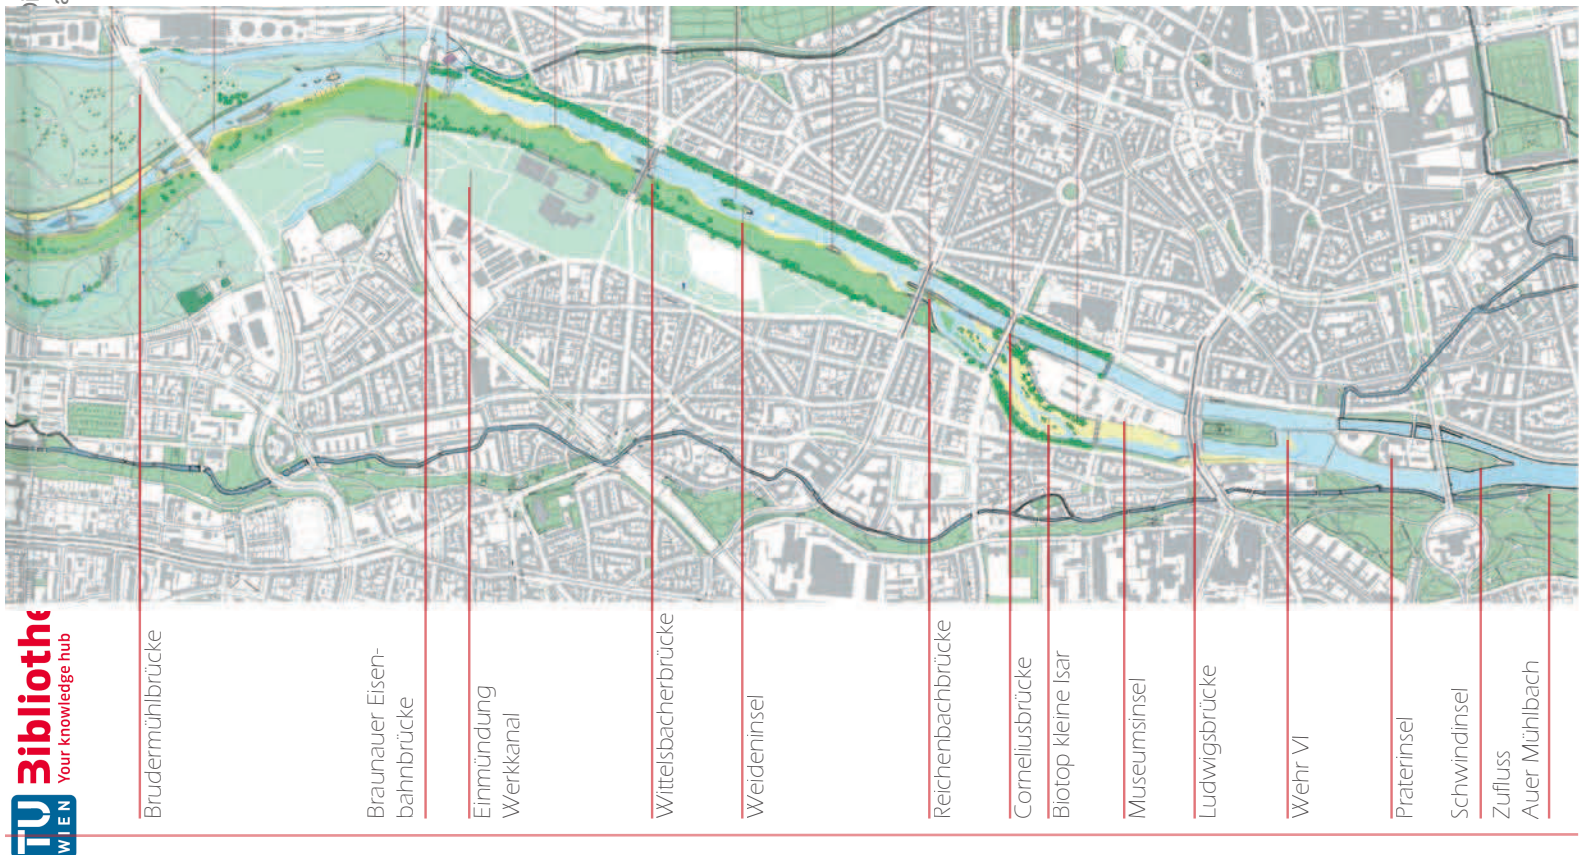 Brudermühlbrücke
Braunauer Eisen-
bahnbrücke
Einmündung
Werkkanal
Wittelsbacherbrücke
Weideninsel
Reichenbachbrücke
Corneliusbrücke
Biotop kleine Isar
Museumsinsel
Ludwigsbrücke
Wehr VI
Praterinsel
Schwindinsel
Zufluss
Auer Mühlbach
TU
WIEN
Bibliothe
Your knowledge hub